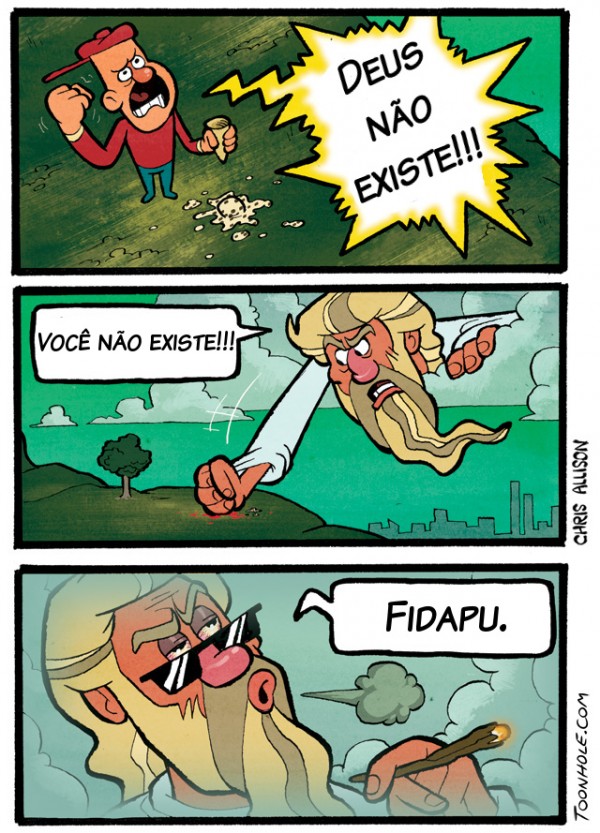 DEUS
NÃO
EXISTE!!!
VOCÊ NÃO EXISTE!!!
CHRIS ALLISON
FIDAPU.
TOONHOLE.COM